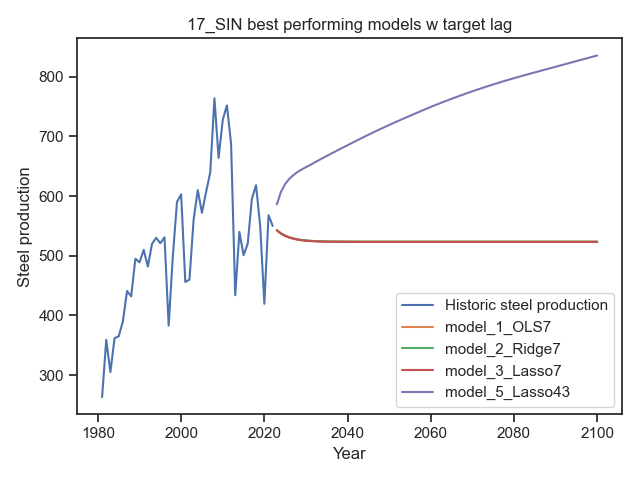 17_SIN best performing models w target lag
Steel production
800
700
600
500
400
300
Historic steel production
model_1_OLS7
model_2_Ridge7
model_3_Lasso7
model_5_Lasso43
1980 2000 2020 2040 2060 2080 2100
Year